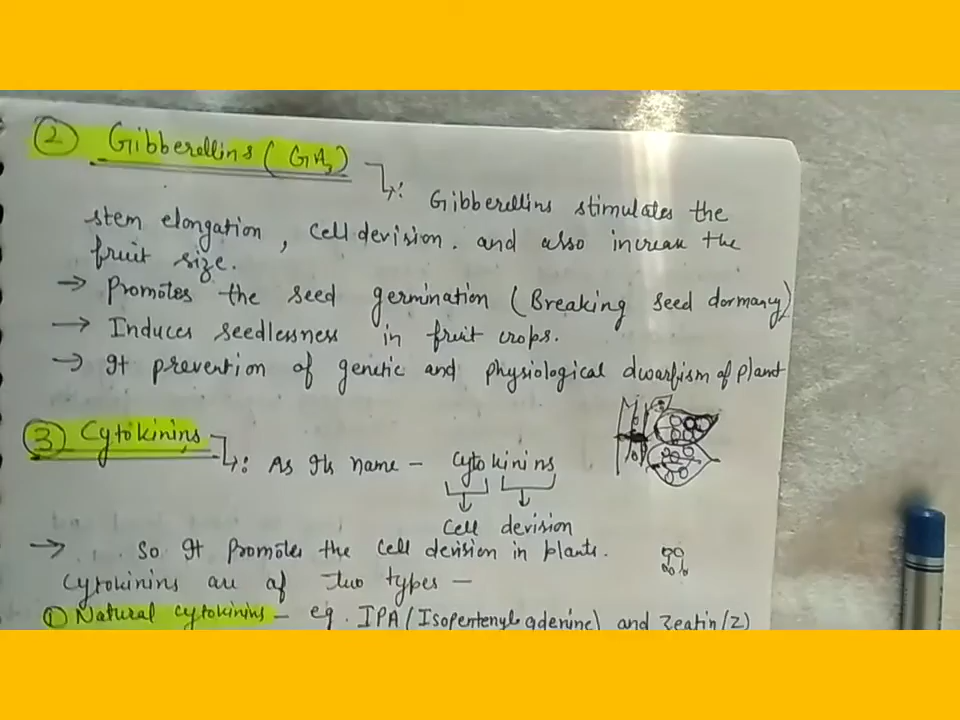 ② Gibberellins (GA3)
↳: Gibberellins stimulates the
stem elongation, cell devision. and also increase the
fruit size.
→ Promotes the seed germination (Breaking seed dormancy)
→ Induces seedlessness in fruit crops.
→ It prevention of genetic and physiological dwarfism of plant
③ Cytokinins
↳: As Its name - Cytokinins
Cell devision
→ So It promotes the cell devision in plants.
Cytokinins are of two types —
① Natural cytokinins - eg. IPA (Isopentenyl adenine) and Zeatin (Z)